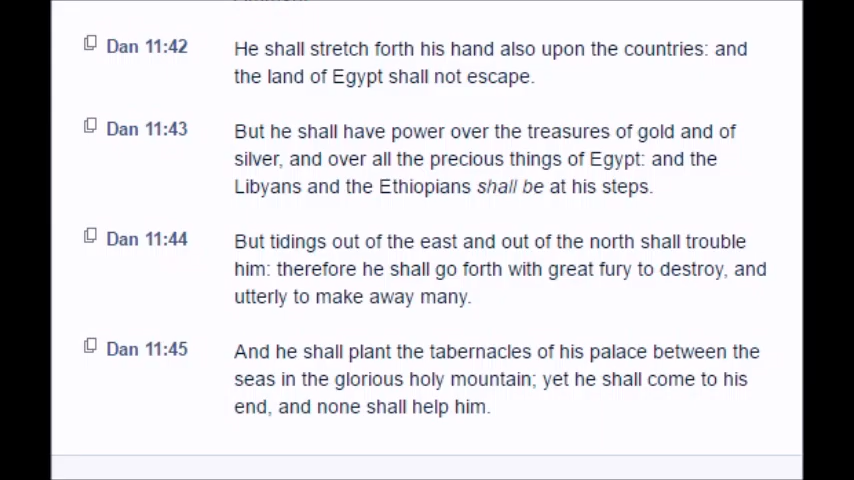 Dan 11:42 He shall stretch forth his hand also upon the countries: and
the land of Egypt shall not escape.
Dan 11:43 But he shall have power over the treasures of gold and of
silver, and over all the precious things of Egypt: and the
Libyans and the Ethiopians shall be at his steps.
Dan 11:44 But tidings out of the east and out of the north shall trouble
him: therefore he shall go forth with great fury to destroy, and
utterly to make away many.
Dan 11:45 And he shall plant the tabernacles of his palace between the
seas in the glorious holy mountain; yet he shall come to his
end, and none shall help him.